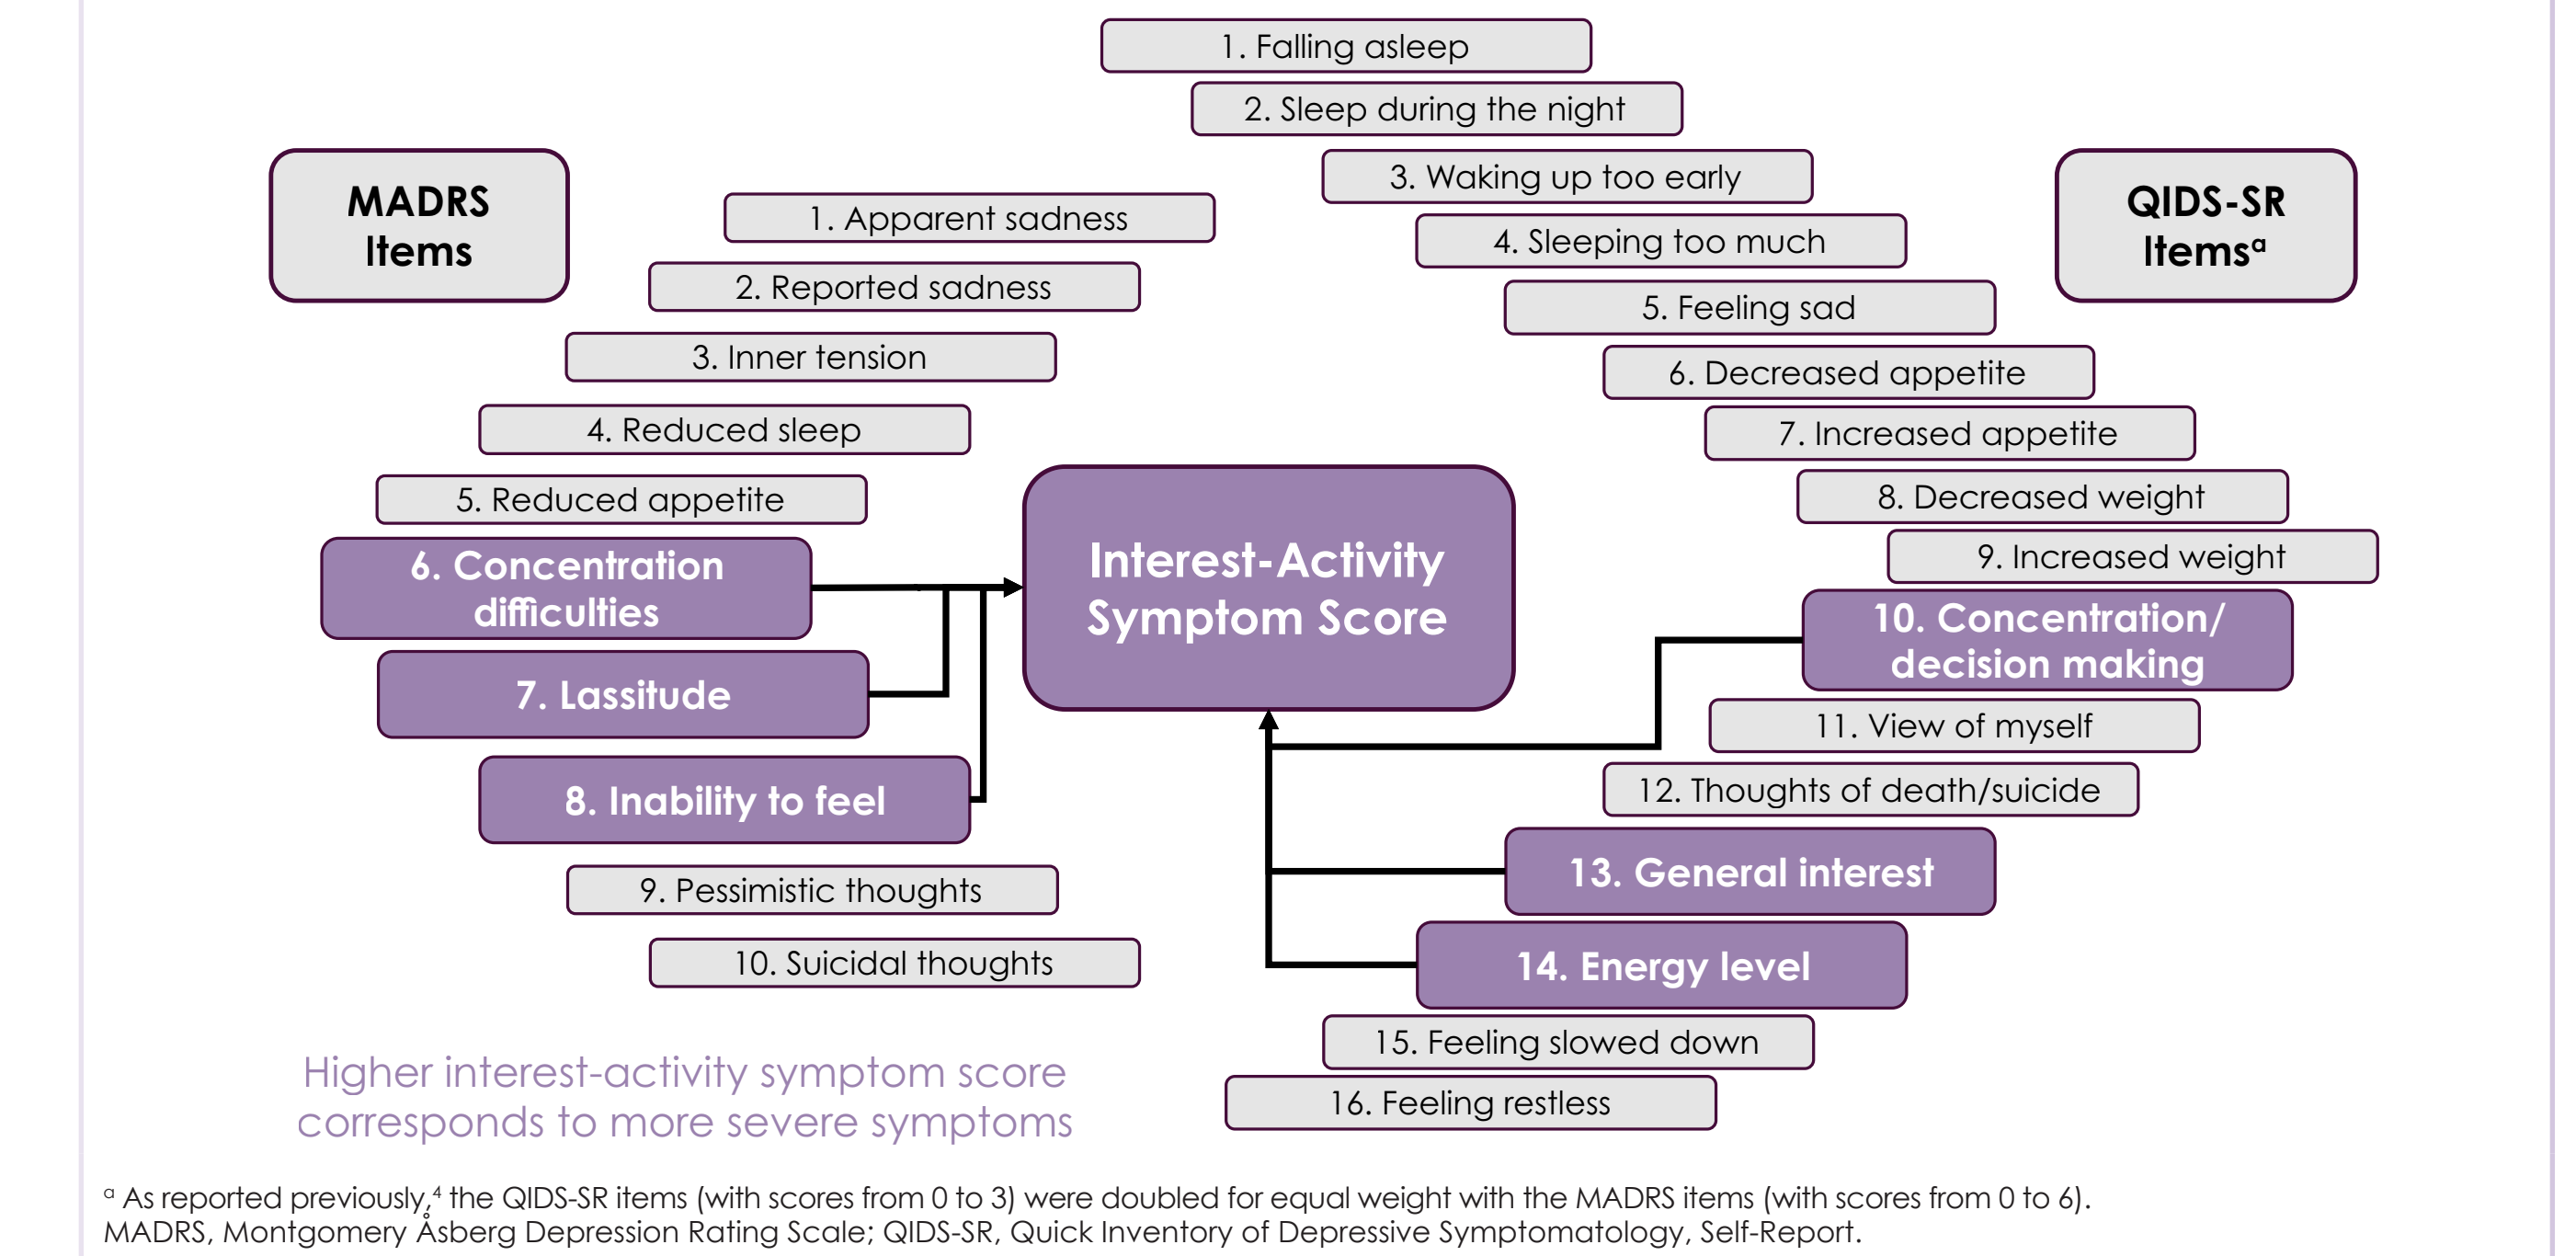 MADRS
Items
1. Apparent sadness
2. Reported sadness
3. Inner tension
4. Reduced sleep
5. Reduced appetite
6. Concentration
difficulties
7. Lassitude
8. Inability to feel
9. Pessimistic thoughts
10. Suicidal thoughts
Interest-Activity
Symptom Score
QIDS-SR
Itemsᵃ
1. Falling asleep
2. Sleep during the night
3. Waking up too early
4. Sleeping too much
5. Feeling sad
6. Decreased appetite
7. Increased appetite
8. Decreased weight
9. Increased weight
10. Concentration/
decision making
11. View of myself
12. Thoughts of death/suicide
13. General interest
14. Energy level
15. Feeling slowed down
16. Feeling restless
Higher interest-activity symptom score
corresponds to more severe symptoms
ᵃ As reported previously,⁴ the QIDS-SR items (with scores from 0 to 3) were doubled for equal weight with the MADRS items (with scores from 0 to 6).
MADRS, Montgomery Åsberg Depression Rating Scale; QIDS-SR, Quick Inventory of Depressive Symptomatology, Self-Report.